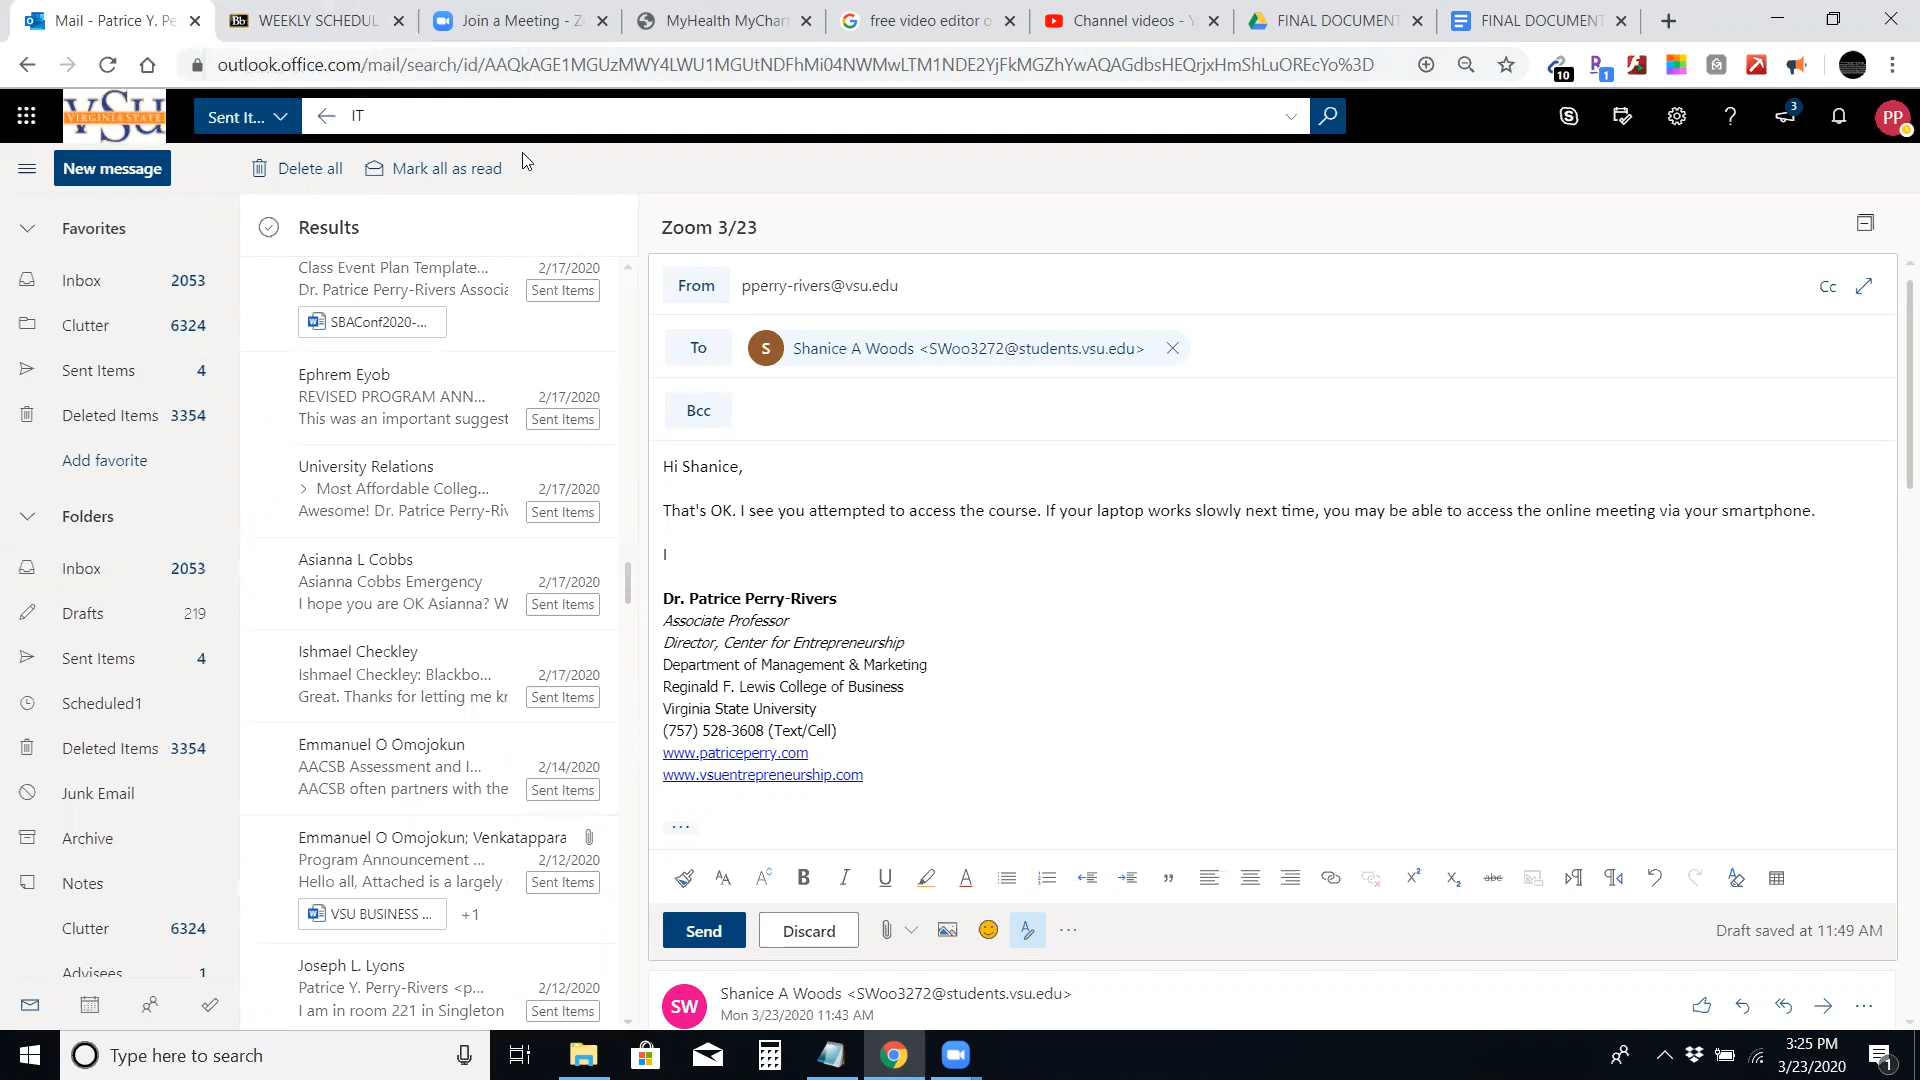 Mail - Patrice Y. Pe
WEEKLY SCHEDUL
Join a Meeting - Z
MyHealth MyChar
free video editor o
Channel videos - Y
FINAL DOCUMENT
FINAL DOCUMENT
outlook.office.com/mail/search/id/AAQkAGE1MGUzMWY4LWU1MGUtNDFhMi04NWMwLTM1NDE2YjFkMGZhYwAQAGdbsHEQrjxHmShLuOREcYo%3D
10
1
VSU
VIRGINIA STATE
Sent It...
IT
3
PP
New message
Delete all
Mark all as read
Favorites
Inbox 2053
Clutter 6324
Sent Items 4
Deleted Items 3354
Add favorite
Folders
Inbox 2053
Drafts 219
Sent Items 4
Scheduled1
Deleted Items 3354
Junk Email
Archive
Notes
Clutter 6324
Advisees 1
Results
Class Event Plan Template... 2/17/2020
Dr. Patrice Perry-Rivers Associa Sent Items
SBAConf2020-...
Ephrem Eyob
REVISED PROGRAM ANN... 2/17/2020
This was an important suggest Sent Items
University Relations
Most Affordable Colleg... 2/17/2020
Awesome! Dr. Patrice Perry-Riv Sent Items
Asianna L Cobbs
Asianna Cobbs Emergency 2/17/2020
I hope you are OK Asianna? W Sent Items
Ishmael Checkley
Ishmael Checkley: Blackbo... 2/17/2020
Great. Thanks for letting me kr Sent Items
Emmanuel O Omojokun
AACSB Assessment and I... 2/14/2020
AACSB often partners with the Sent Items
Emmanuel O Omojokun; Venkatappara
Program Announcement ... 2/12/2020
Hello all, Attached is a largely Sent Items
VSU BUSINESS ... +1
Joseph L. Lyons
Patrice Y. Perry-Rivers <p... 2/12/2020
I am in room 221 in Singleton Sent Items
Zoom 3/23
From pperry-rivers@vsu.edu
Cc
To S Shanice A Woods <SWoo3272@students.vsu.edu>
Bcc
Hi Shanice,
That's OK. I see you attempted to access the course. If your laptop works slowly next time, you may be able to access the online meeting via your smartphone.
I
Dr. Patrice Perry-Rivers
Associate Professor
Director, Center for Entrepreneurship
Department of Management & Marketing
Reginald F. Lewis College of Business
Virginia State University
(757) 528-3608 (Text/Cell)
www.patriceperry.com
www.vsuentrepreneurship.com
...
Send
Discard
Draft saved at 11:49 AM
SW
Shanice A Woods <SWoo3272@students.vsu.edu>
Mon 3/23/2020 11:43 AM
Type here to search
3:25 PM
3/23/2020
1